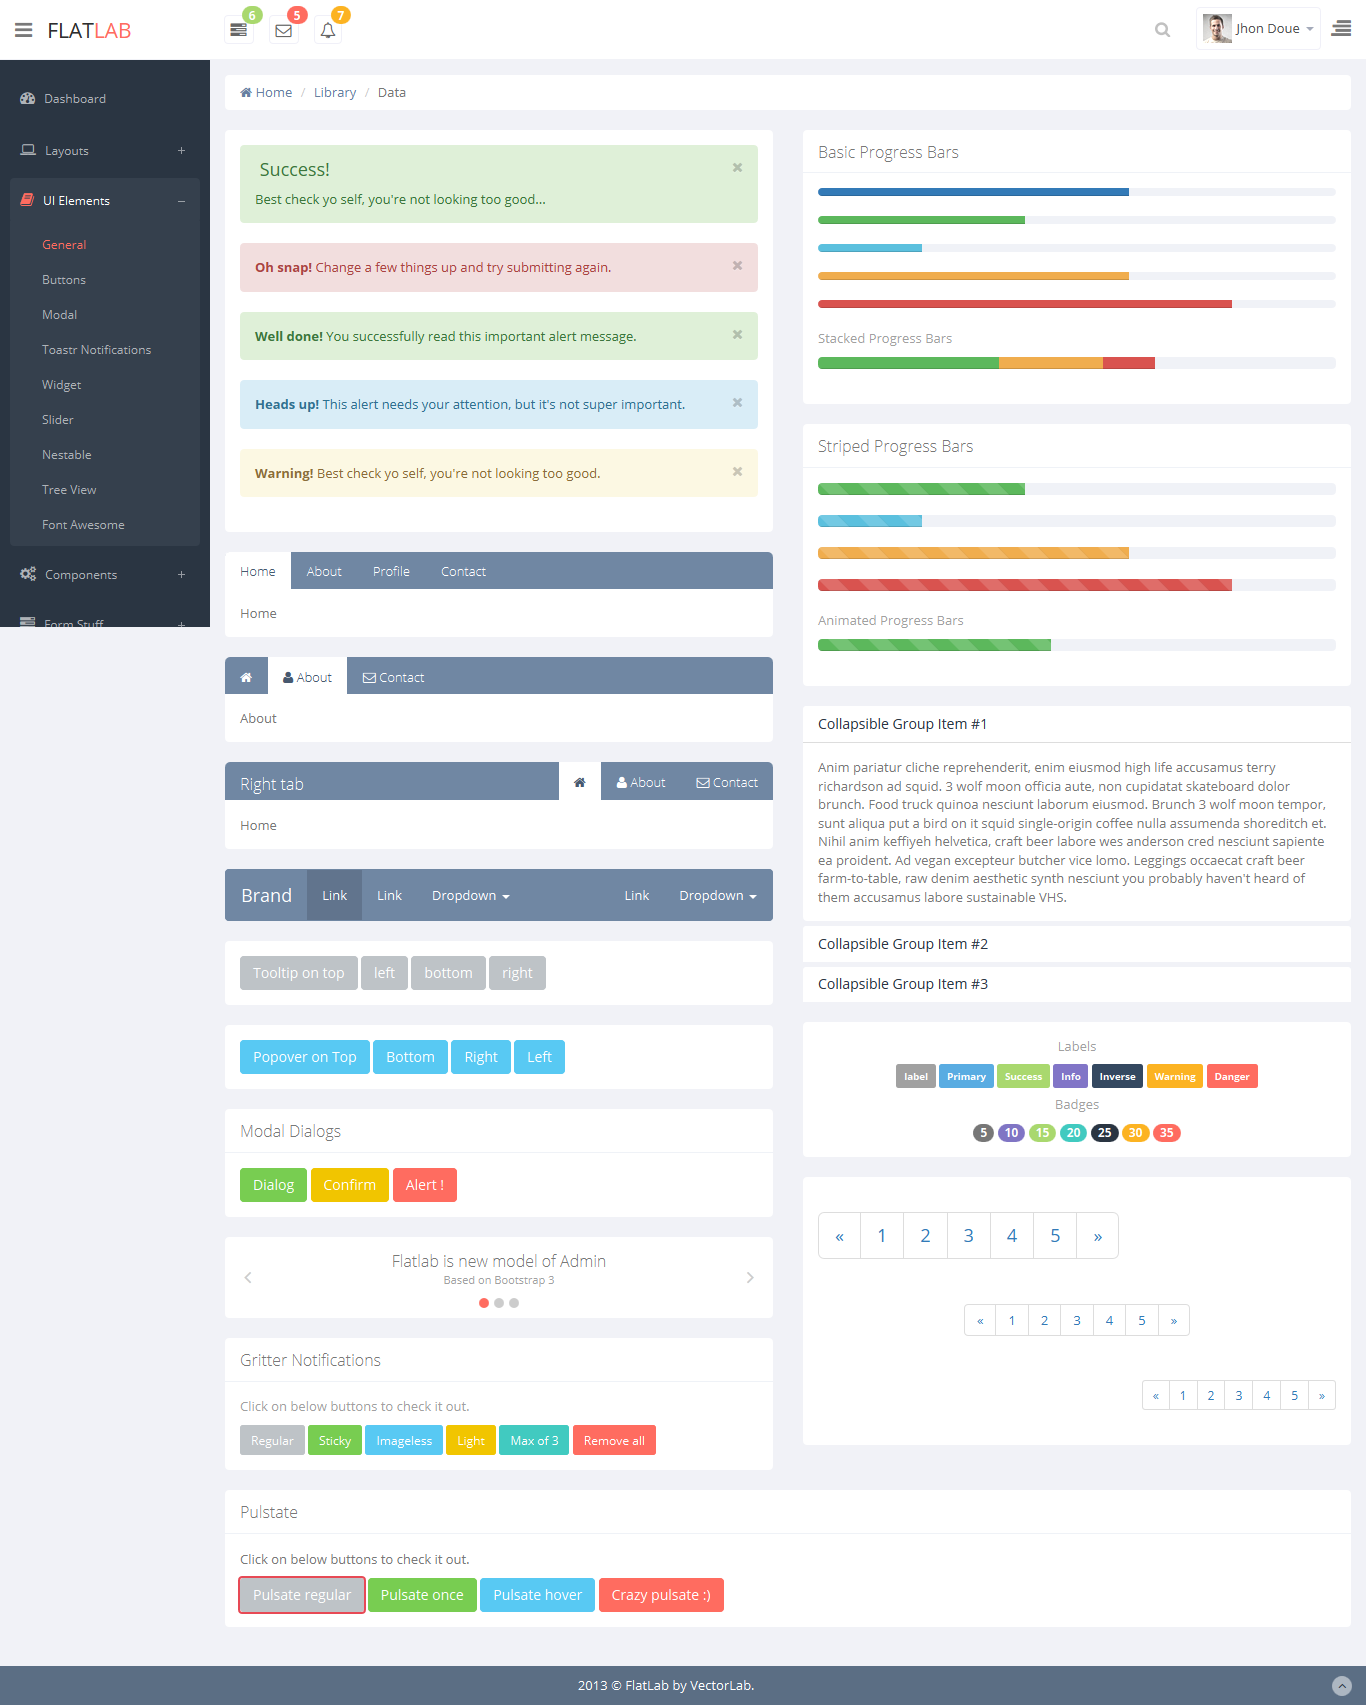 FLATLAB
6
5
7
Jhon Doue
Dashboard
Layouts +
UI Elements –
General
Buttons
Modal
Toastr Notifications
Widget
Slider
Nestable
Tree View
Font Awesome
Components +
Form Stuff +
Home / Library / Data
Success!
Best check yo self, you're not looking too good...
Oh snap! Change a few things up and try submitting again.
Well done! You successfully read this important alert message.
Heads up! This alert needs your attention, but it's not super important.
Warning! Best check yo self, you're not looking too good.
Home About Profile Contact
Home
About Contact
About
Right tab About Contact
Home
Brand Link Link Dropdown Link Dropdown
Tooltip on top left bottom right
Popover on Top Bottom Right Left
Modal Dialogs
Dialog Confirm Alert !
Flatlab is new model of Admin
Based on Bootstrap 3
Gritter Notifications
Click on below buttons to check it out.
Regular Sticky Imageless Light Max of 3 Remove all
Basic Progress Bars
Stacked Progress Bars
Striped Progress Bars
Animated Progress Bars
Collapsible Group Item #1
Anim pariatur cliche reprehenderit, enim eiusmod high life accusamus terry
richardson ad squid. 3 wolf moon officia aute, non cupidatat skateboard dolor
brunch. Food truck quinoa nesciunt laborum eiusmod. Brunch 3 wolf moon tempor,
sunt aliqua put a bird on it squid single-origin coffee nulla assumenda shoreditch et.
Nihil anim keffiyeh helvetica, craft beer labore wes anderson cred nesciunt sapiente
ea proident. Ad vegan excepteur butcher vice lomo. Leggings occaecat craft beer
farm-to-table, raw denim aesthetic synth nesciunt you probably haven't heard of
them accusamus labore sustainable VHS.
Collapsible Group Item #2
Collapsible Group Item #3
Labels
label Primary Success Info Inverse Warning Danger
Badges
5 10 15 20 25 30 35
« 1 2 3 4 5 »
« 1 2 3 4 5 »
« 1 2 3 4 5 »
Pulstate
Click on below buttons to check it out.
Pulsate regular Pulsate once Pulsate hover Crazy pulsate :)
2013 © FlatLab by VectorLab.